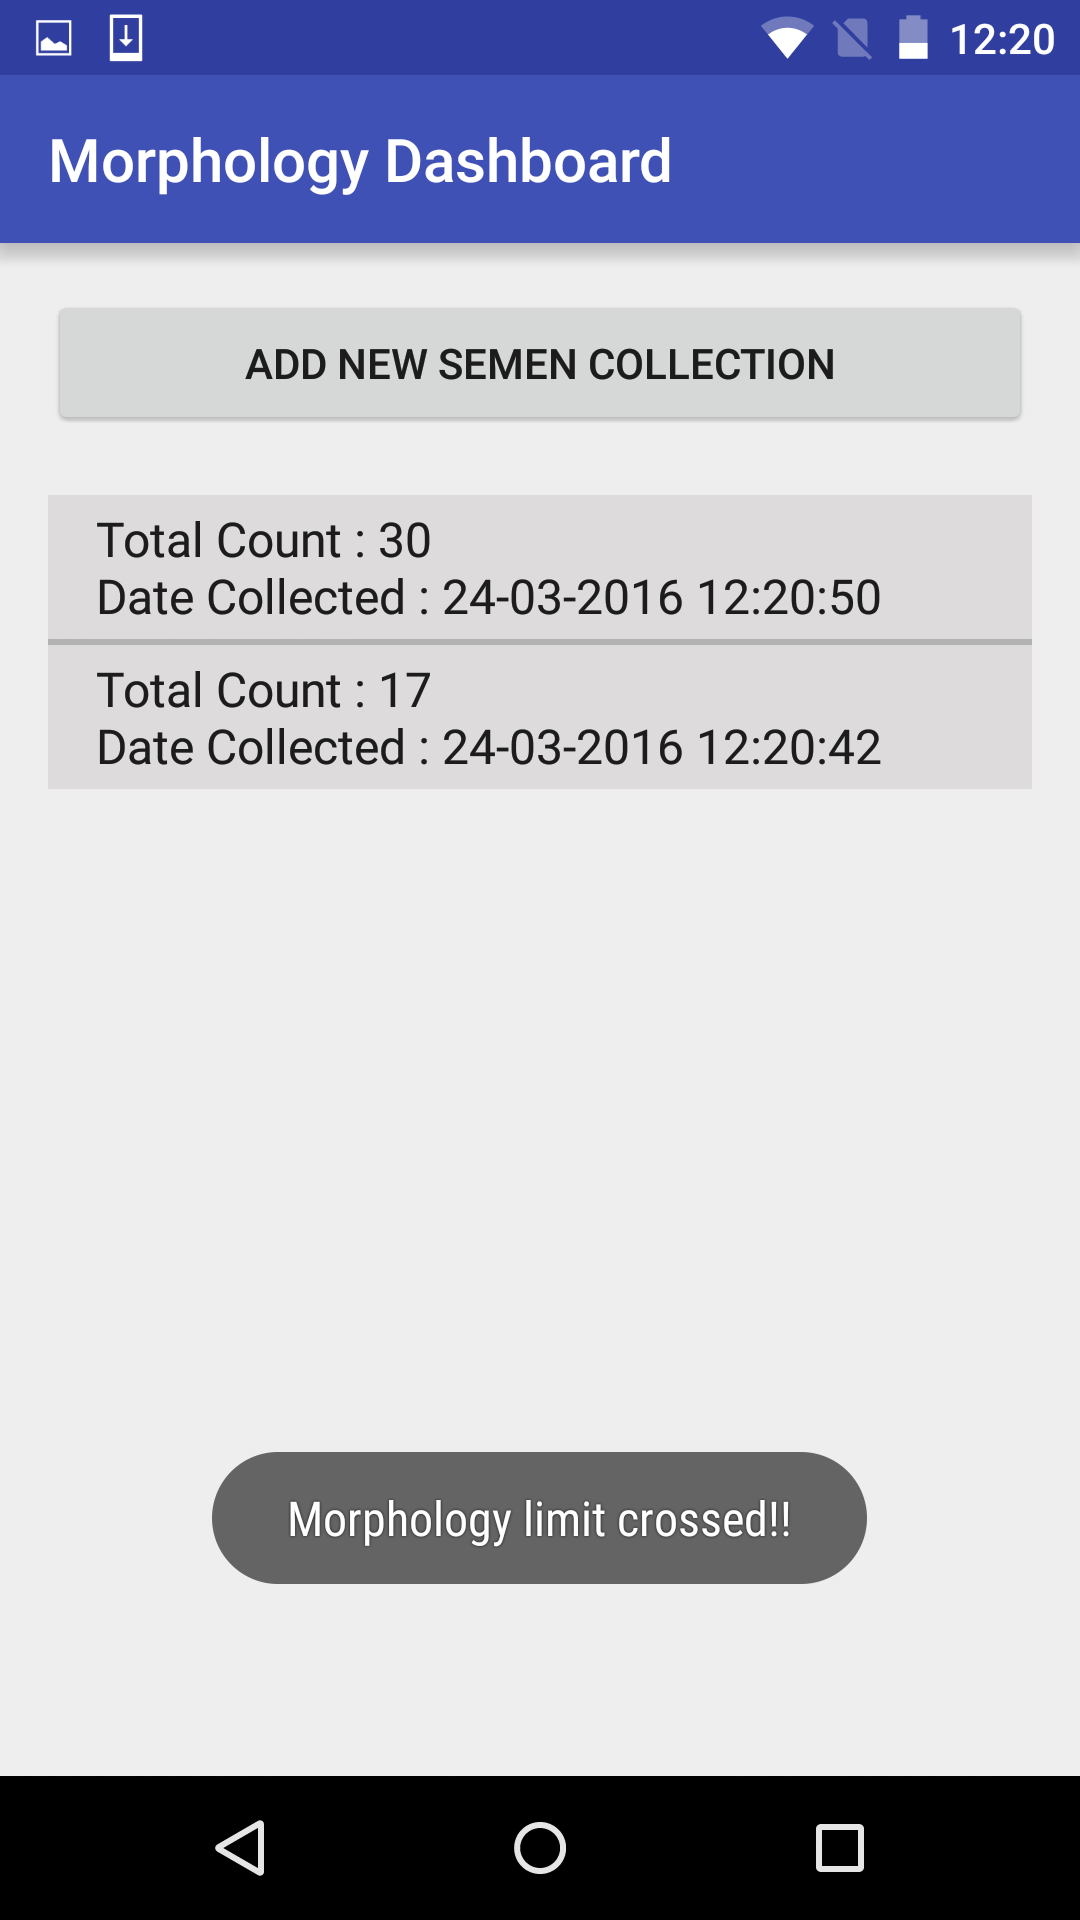 12:20
Morphology Dashboard
ADD NEW SEMEN COLLECTION
Total Count : 30
Date Collected : 24-03-2016 12:20:50
Total Count : 17
Date Collected : 24-03-2016 12:20:42
Morphology limit crossed!!